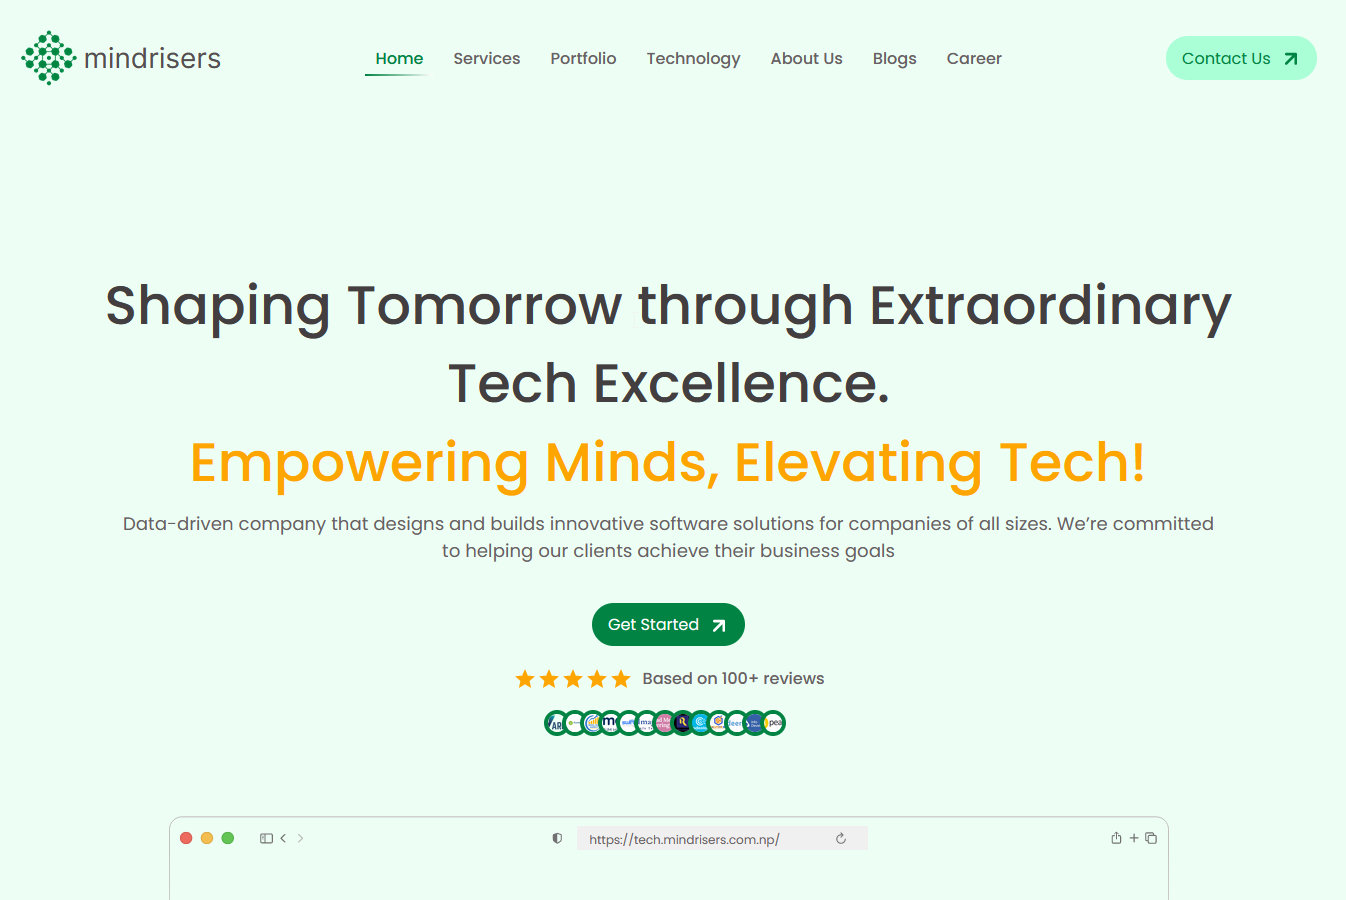 mindrisers
Home Services Portfolio Technology About Us Blogs Career
Contact Us
Shaping Tomorrow through Extraordinary
Tech Excellence.
Empowering Minds, Elevating Tech!
Data-driven company that designs and builds innovative software solutions for companies of all sizes. We’re committed
to helping our clients achieve their business goals
Get Started
Based on 100+ reviews
https://tech.mindrisers.com.np/